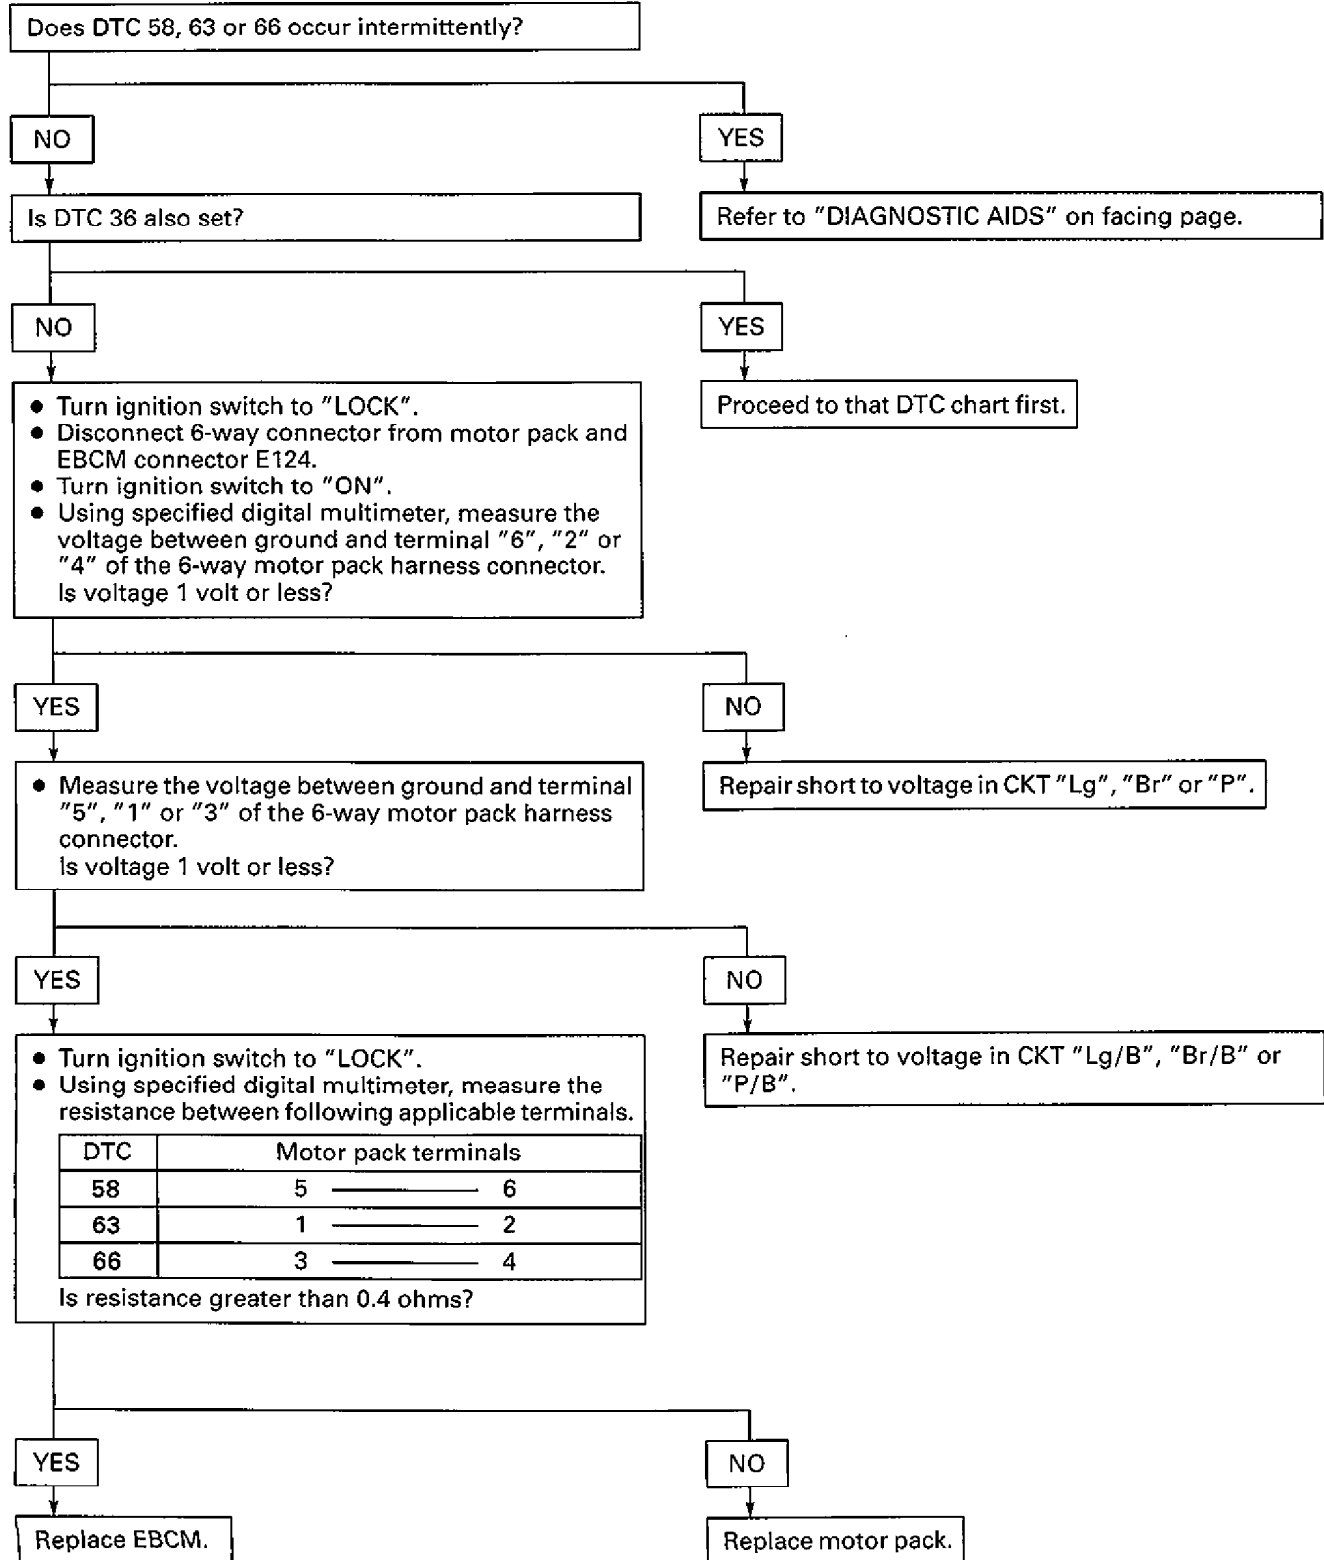 Does DTC 58, 63 or 66 occur intermittently?
NO
YES
Is DTC 36 also set?
Refer to "DIAGNOSTIC AIDS" on facing page.
NO
YES
● Turn ignition switch to "LOCK".
● Disconnect 6-way connector from motor pack and
EBCM connector E124.
● Turn ignition switch to "ON".
● Using specified digital multimeter, measure the
voltage between ground and terminal "6", "2" or
"4" of the 6-way motor pack harness connector.
Is voltage 1 volt or less?
Proceed to that DTC chart first.
YES
NO
● Measure the voltage between ground and terminal
"5", "1" or "3" of the 6-way motor pack harness
connector.
Is voltage 1 volt or less?
Repair short to voltage in CKT "Lg", "Br" or "P".
YES
NO
● Turn ignition switch to "LOCK".
● Using specified digital multimeter, measure the
resistance between following applicable terminals.
DTC Motor pack terminals
58 5 6
63 1 2
66 3 4
Is resistance greater than 0.4 ohms?
Repair short to voltage in CKT "Lg/B", "Br/B" or
"P/B".
YES
NO
Replace EBCM.
Replace motor pack.